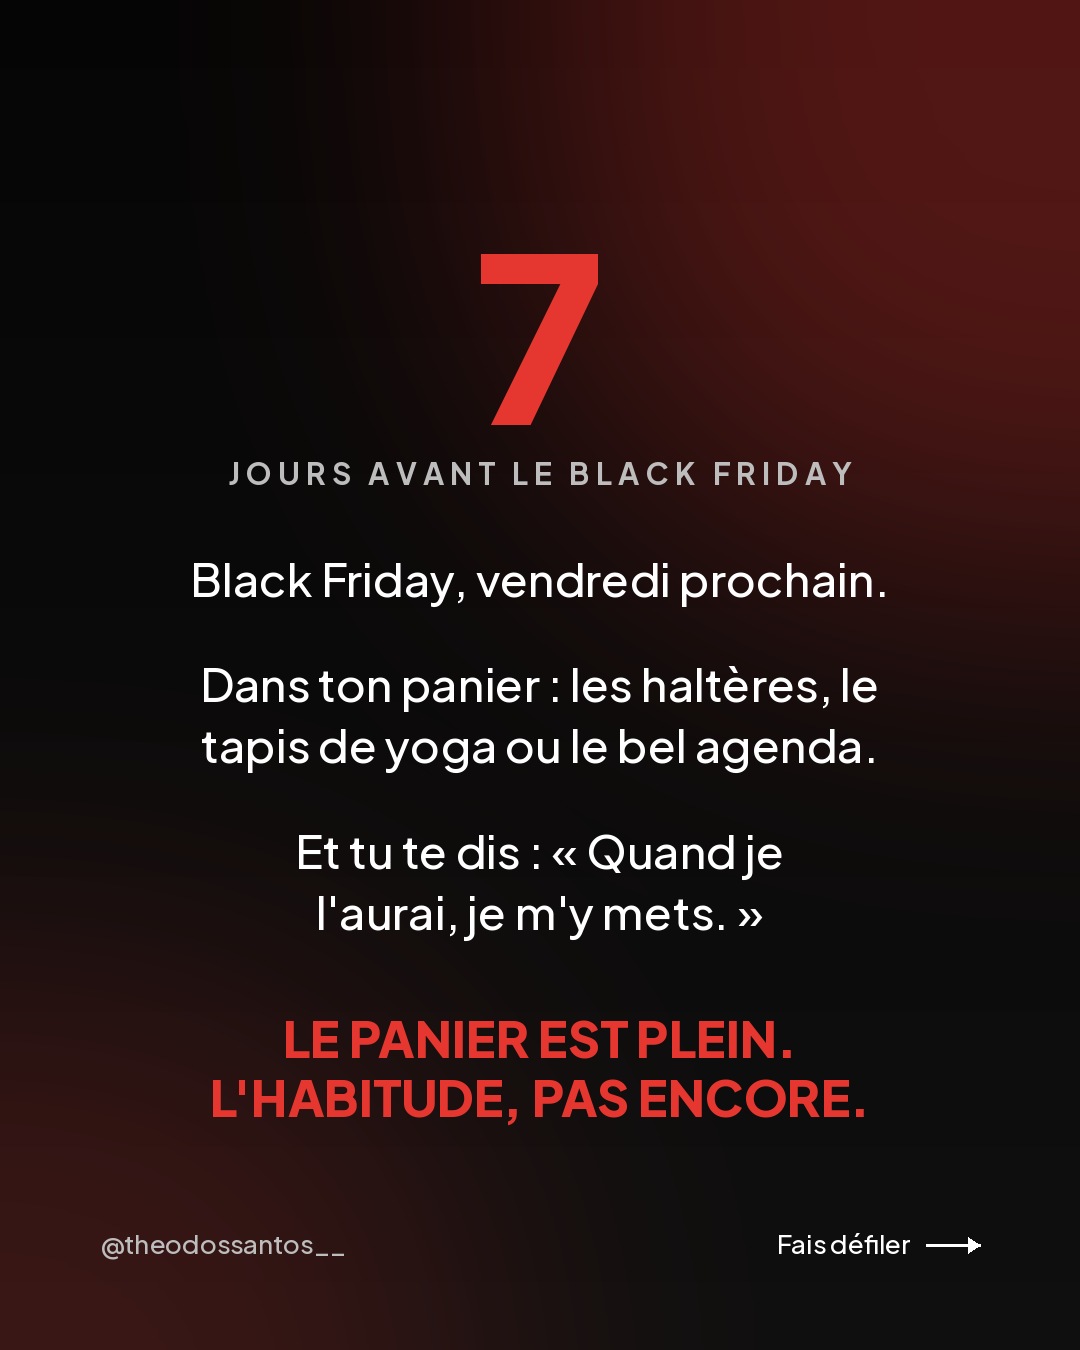 7
JOURS AVANT LE BLACK FRIDAY
Black Friday, vendredi prochain.
Dans ton panier : les haltères, le
tapis de yoga ou le bel agenda.
Et tu te dis : « Quand je
l'aurai, je m'y mets. »
LE PANIER EST PLEIN.
L'HABITUDE, PAS ENCORE.
@theodossantos__
Fais défiler